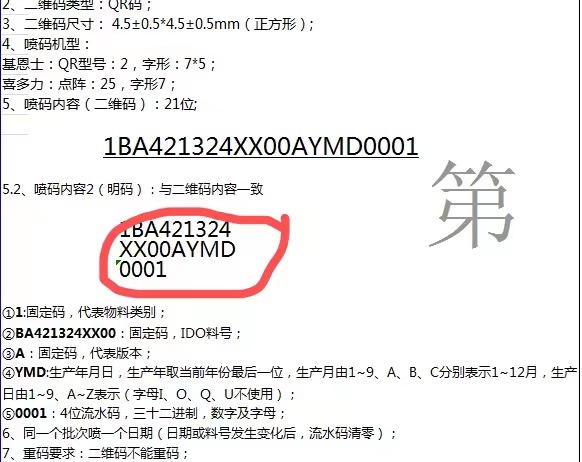 2、二维码类型：QR码；
3、二维码尺寸： 4.5±0.5*4.5±0.5mm（正方形）；
4、喷码机型：
基恩士：QR型号：2，字形：7*5；
喜多力：点阵：25，字形7；
5、喷码内容（二维码）：21位;
1BA421324XX00AYMD0001
第
5.2、喷码内容2（明码）：与二维码内容一致
1BA421324
XX00AYMD
0001
①1:固定码，代表物料类别；
②BA421324XX00：固定码，IDO料号；
③A：固定码，代表版本；
④YMD:生产年月日，生产年取当前年份最后一位，生产月由1~9、A、B、C分别表示1~12月，生产
日由1~9、A~Z表示（字母I、O、Q、U不使用）；
⑤0001：4位流水码，三十二进制，数字及字母；
6、同一个批次喷一个日期（日期或料号发生变化后，流水码清零）；
7、重码要求：二维码不能重码；